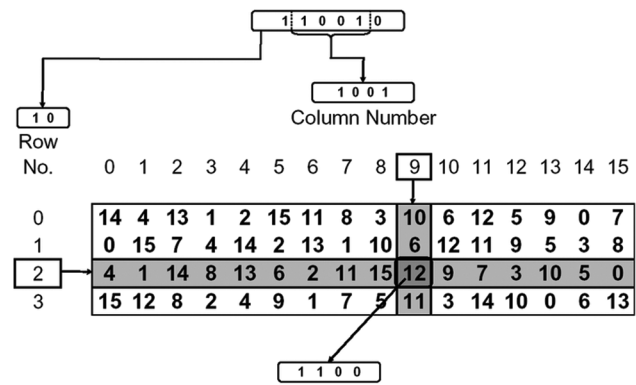 1 1 0 0 1 0
1 0 0 1
1 0
Column Number
Row
No. 0 1 2 3 4 5 6 7 8 9 10 11 12 13 14 15
0 14 4 13 1 2 15 11 8 3 10 6 12 5 9 0 7
1 0 15 7 4 14 2 13 1 10 6 12 11 9 5 3 8
2 4 1 14 8 13 6 2 11 15 12 9 7 3 10 5 0
3 15 12 8 2 4 9 1 7 5 11 3 14 10 0 6 13
1 1 0 0